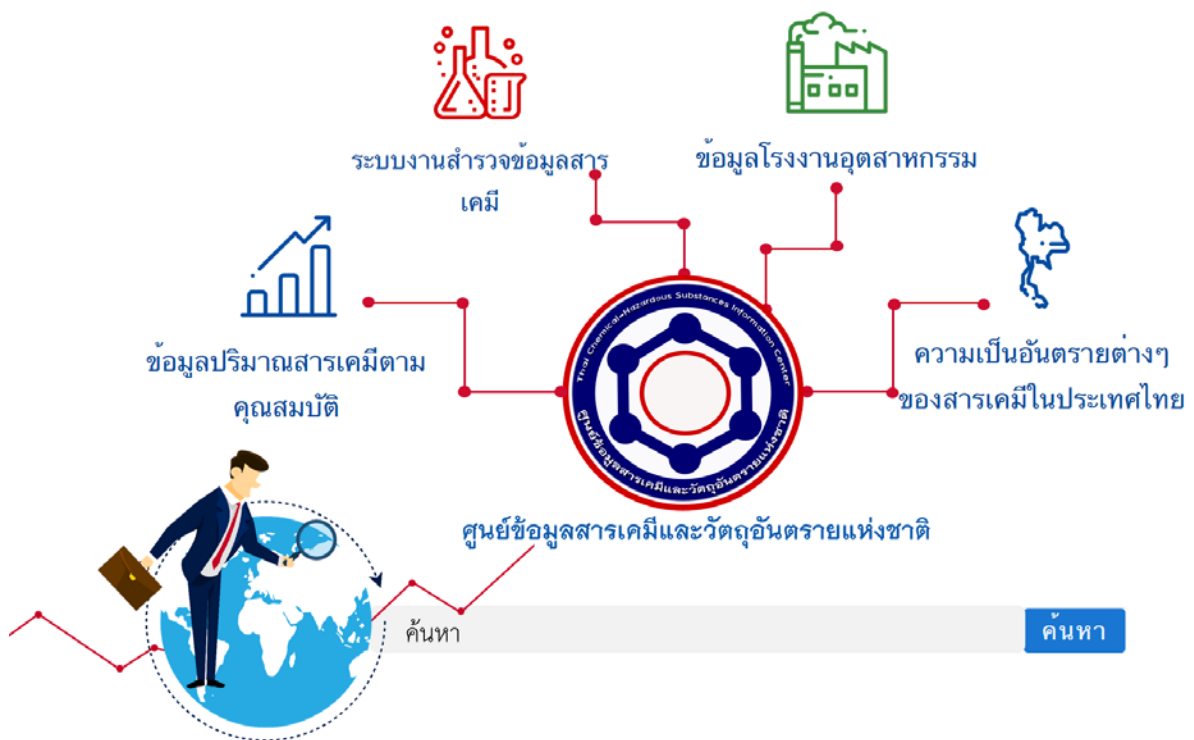 ระบบงานสำรวจข้อมูลสาร
เคมี
ข้อมูลโรงงานอุตสาหกรรม
ข้อมูลปริมาณสารเคมีตาม
คุณสมบัติ
ความเป็นอันตรายต่างๆ
ของสารเคมีในประเทศไทย
Thai Chemical-Hazardous Substances Information Center
ศูนย์ข้อมูลสารเคมีและวัตถุอันตรายแห่งชาติ
ศูนย์ข้อมูลสารเคมีและวัตถุอันตรายแห่งชาติ
ค้นหา
ค้นหา